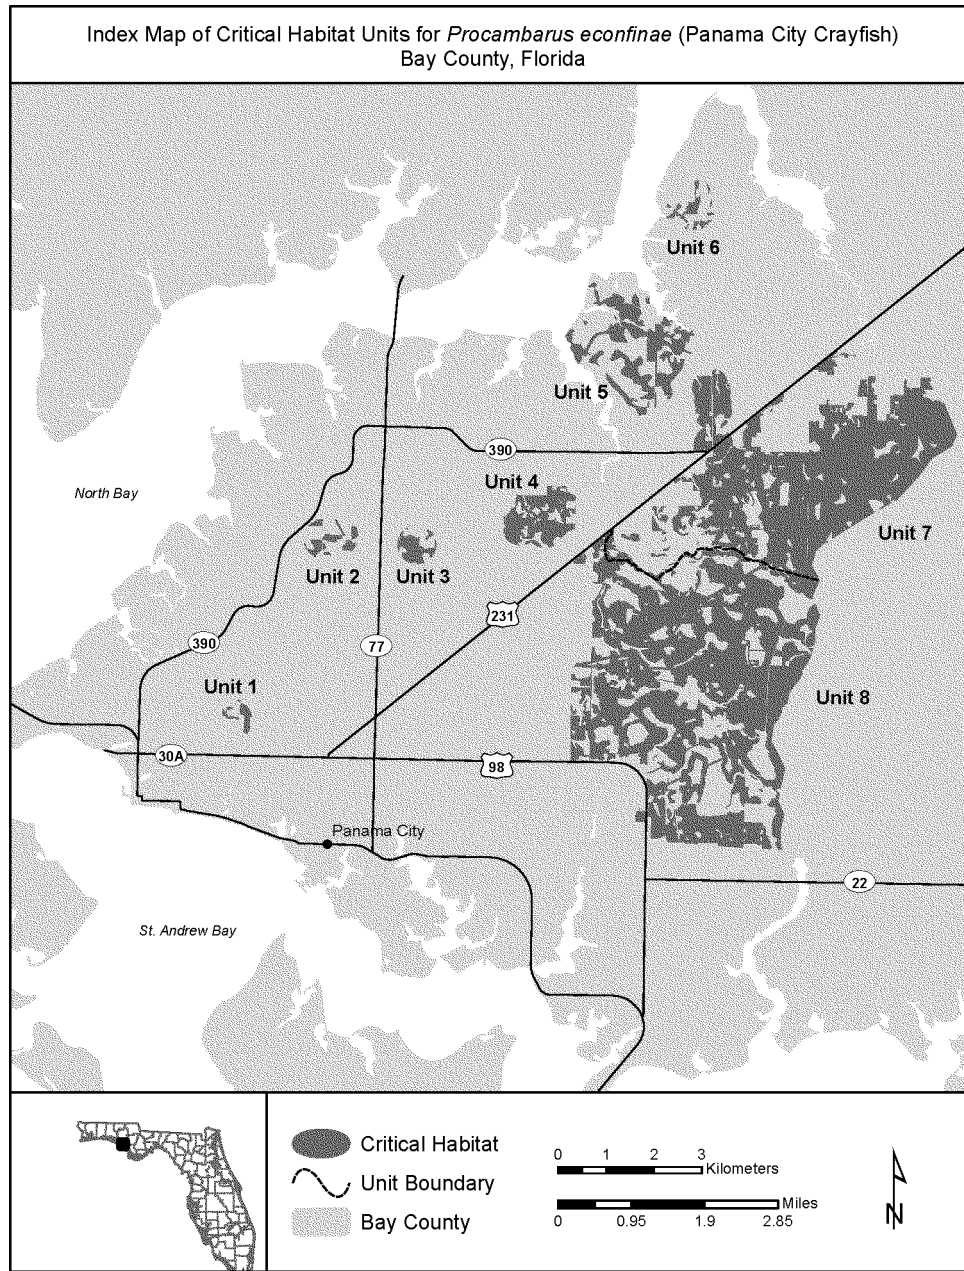 Index Map of Critical Habitat Units for Procambarus econfinae (Panama City Crayfish)
Bay County, Florida
Unit 6
Unit 5
390
Unit 4
North Bay
Unit 7
Unit 2
Unit 3
231
390
77
Unit 1
Unit 8
30A
98
Panama City
22
St. Andrew Bay
Critical Habitat
Unit Boundary
Bay County
0 1 2 3
Kilometers
Miles
0 0.95 1.9 2.85
N